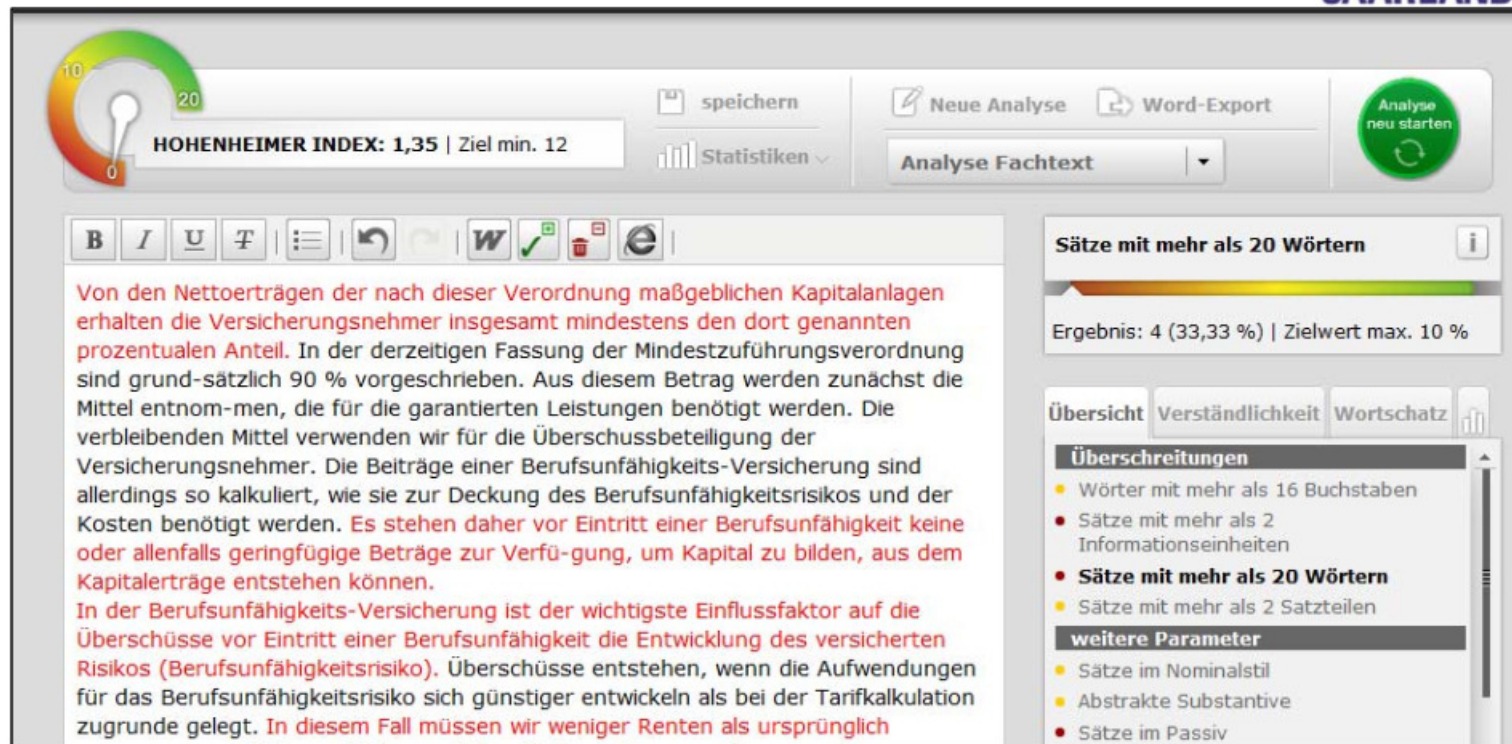 10
20
0
HOHENHEIMER INDEX: 1,35 | Ziel min. 12
speichern
Statistiken
Neue Analyse
Word-Export
Analyse Fachtext
Analyse
neu starten
B I U T W
Von den Nettoerträgen der nach dieser Verordnung maßgeblichen Kapitalanlagen
erhalten die Versicherungsnehmer insgesamt mindestens den dort genannten
prozentualen Anteil. In der derzeitigen Fassung der Mindestzuführungsverordnung
sind grund-sätzlich 90 % vorgeschrieben. Aus diesem Betrag werden zunächst die
Mittel entnom-men, die für die garantierten Leistungen benötigt werden. Die
verbleibenden Mittel verwenden wir für die Überschussbeteiligung der
Versicherungsnehmer. Die Beiträge einer Berufsunfähigkeits-Versicherung sind
allerdings so kalkuliert, wie sie zur Deckung des Berufsunfähigkeitsrisikos und der
Kosten benötigt werden. Es stehen daher vor Eintritt einer Berufsunfähigkeit keine
oder allenfalls geringfügige Beträge zur Verfü-gung, um Kapital zu bilden, aus dem
Kapitalerträge entstehen können.
In der Berufsunfähigkeits-Versicherung ist der wichtigste Einflussfaktor auf die
Überschüsse vor Eintritt einer Berufsunfähigkeit die Entwicklung des versicherten
Risikos (Berufsunfähigkeitsrisiko). Überschüsse entstehen, wenn die Aufwendungen
für das Berufsunfähigkeitsrisiko sich günstiger entwickeln als bei der Tarifkalkulation
zugrunde gelegt. In diesem Fall müssen wir weniger Renten als ursprünglich
Sätze mit mehr als 20 Wörtern
i
Ergebnis: 4 (33,33 %) | Zielwert max. 10 %
Übersicht Verständlichkeit Wortschatz
Überschreitungen
Wörter mit mehr als 16 Buchstaben
Sätze mit mehr als 2
Informationseinheiten
Sätze mit mehr als 20 Wörtern
Sätze mit mehr als 2 Satzteilen
weitere Parameter
Sätze im Nominalstil
Abstrakte Substantive
Sätze im Passiv